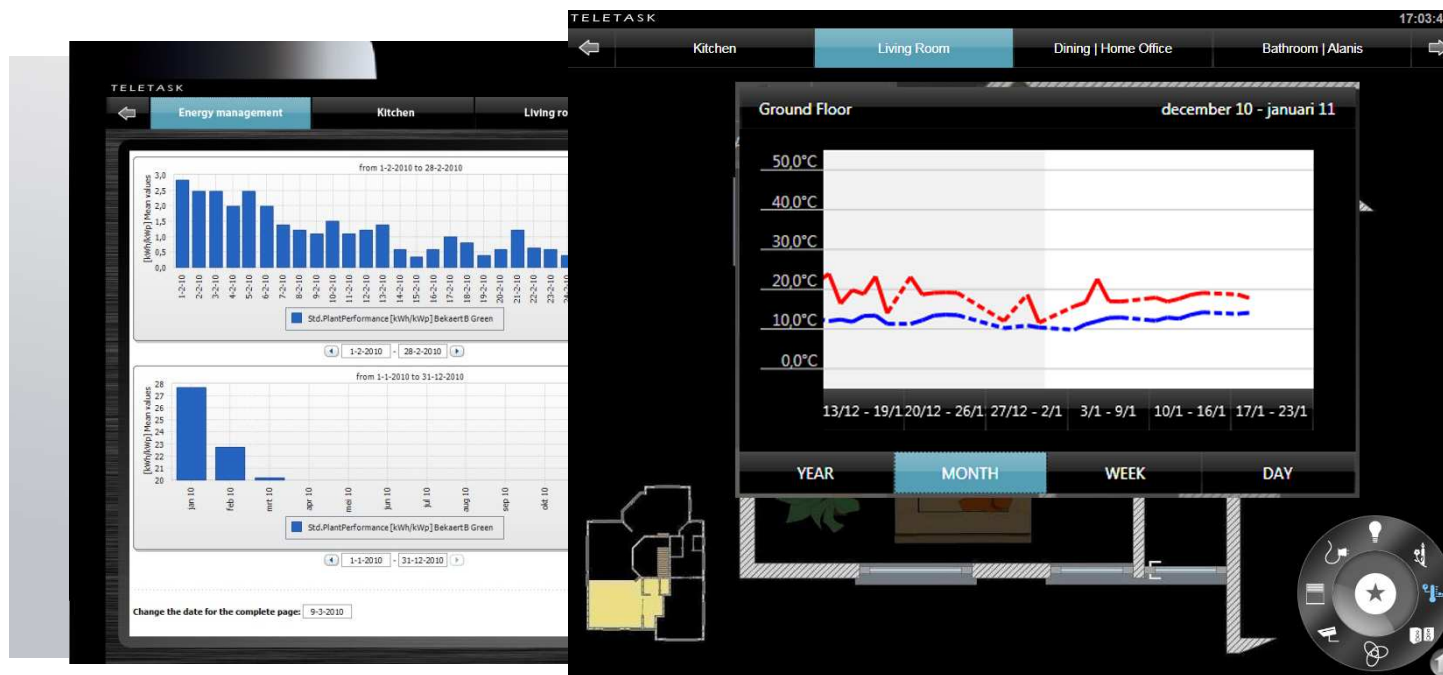 TELETASK
Energy management
Kitchen
Living ro
from 1-2-2010 to 28-2-2010
[kWh/kWp] Mean values
3,0
2,5
2,0
1,5
1,0
0,5
0,0
1-2-10
2-2-10
3-2-10
4-2-10
5-2-10
6-2-10
7-2-10
8-2-10
9-2-10
10-2-10
11-2-10
12-2-10
13-2-10
14-2-10
15-2-10
16-2-10
17-2-10
18-2-10
19-2-10
20-2-10
21-2-10
22-2-10
23-2-10
Std.PlantPerformance [kWh/kWp] Bekaert B Green
1-2-2010 - 28-2-2010
from 1-1-2010 to 31-12-2010
[kWh/kWp] Mean values
28
27
26
25
24
23
22
21
20
jan 10
feb 10
mrt 10
apr 10
mei 10
jun 10
jul 10
aug 10
sep 10
okt 10
Std.PlantPerformance [kWh/kWp] Bekaert B Green
1-1-2010 - 31-12-2010
Change the date for the complete page: 9-3-2010
TELETASK
17:03:4
Kitchen
Living Room
Dining | Home Office
Bathroom | Alanis
Ground Floor
december 10 - januari 11
50,0°C
40,0°C
30,0°C
20,0°C
10,0°C
0,0°C
13/12 - 19/1
20/12 - 26/1
27/12 - 2/1
3/1 - 9/1
10/1 - 16/1
17/1 - 23/1
YEAR
MONTH
WEEK
DAY